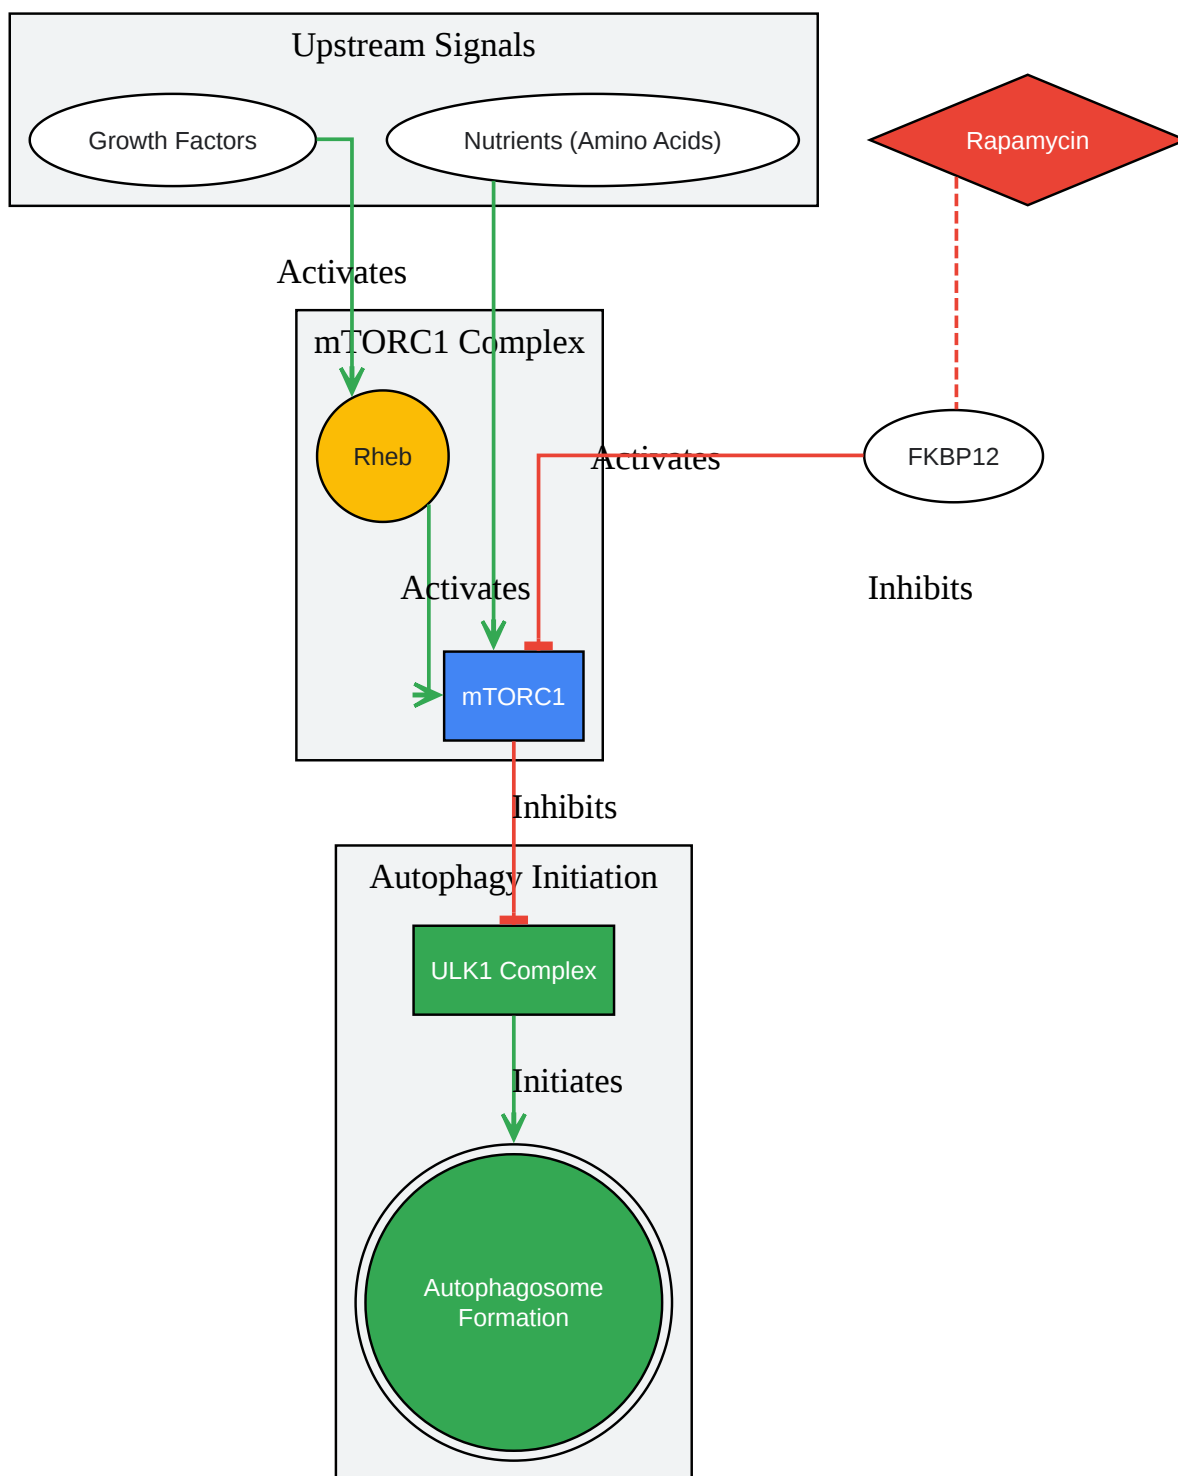 Upstream Signals
Growth Factors
Nutrients (Amino Acids)
Rapamycin
Activates
mTORC1 Complex
Rheb
Activates
FKBP12
Activates
Inhibits
mTORC1
Inhibits
Autophagy Initiation
ULK1 Complex
Initiates
Autophagosome
Formation